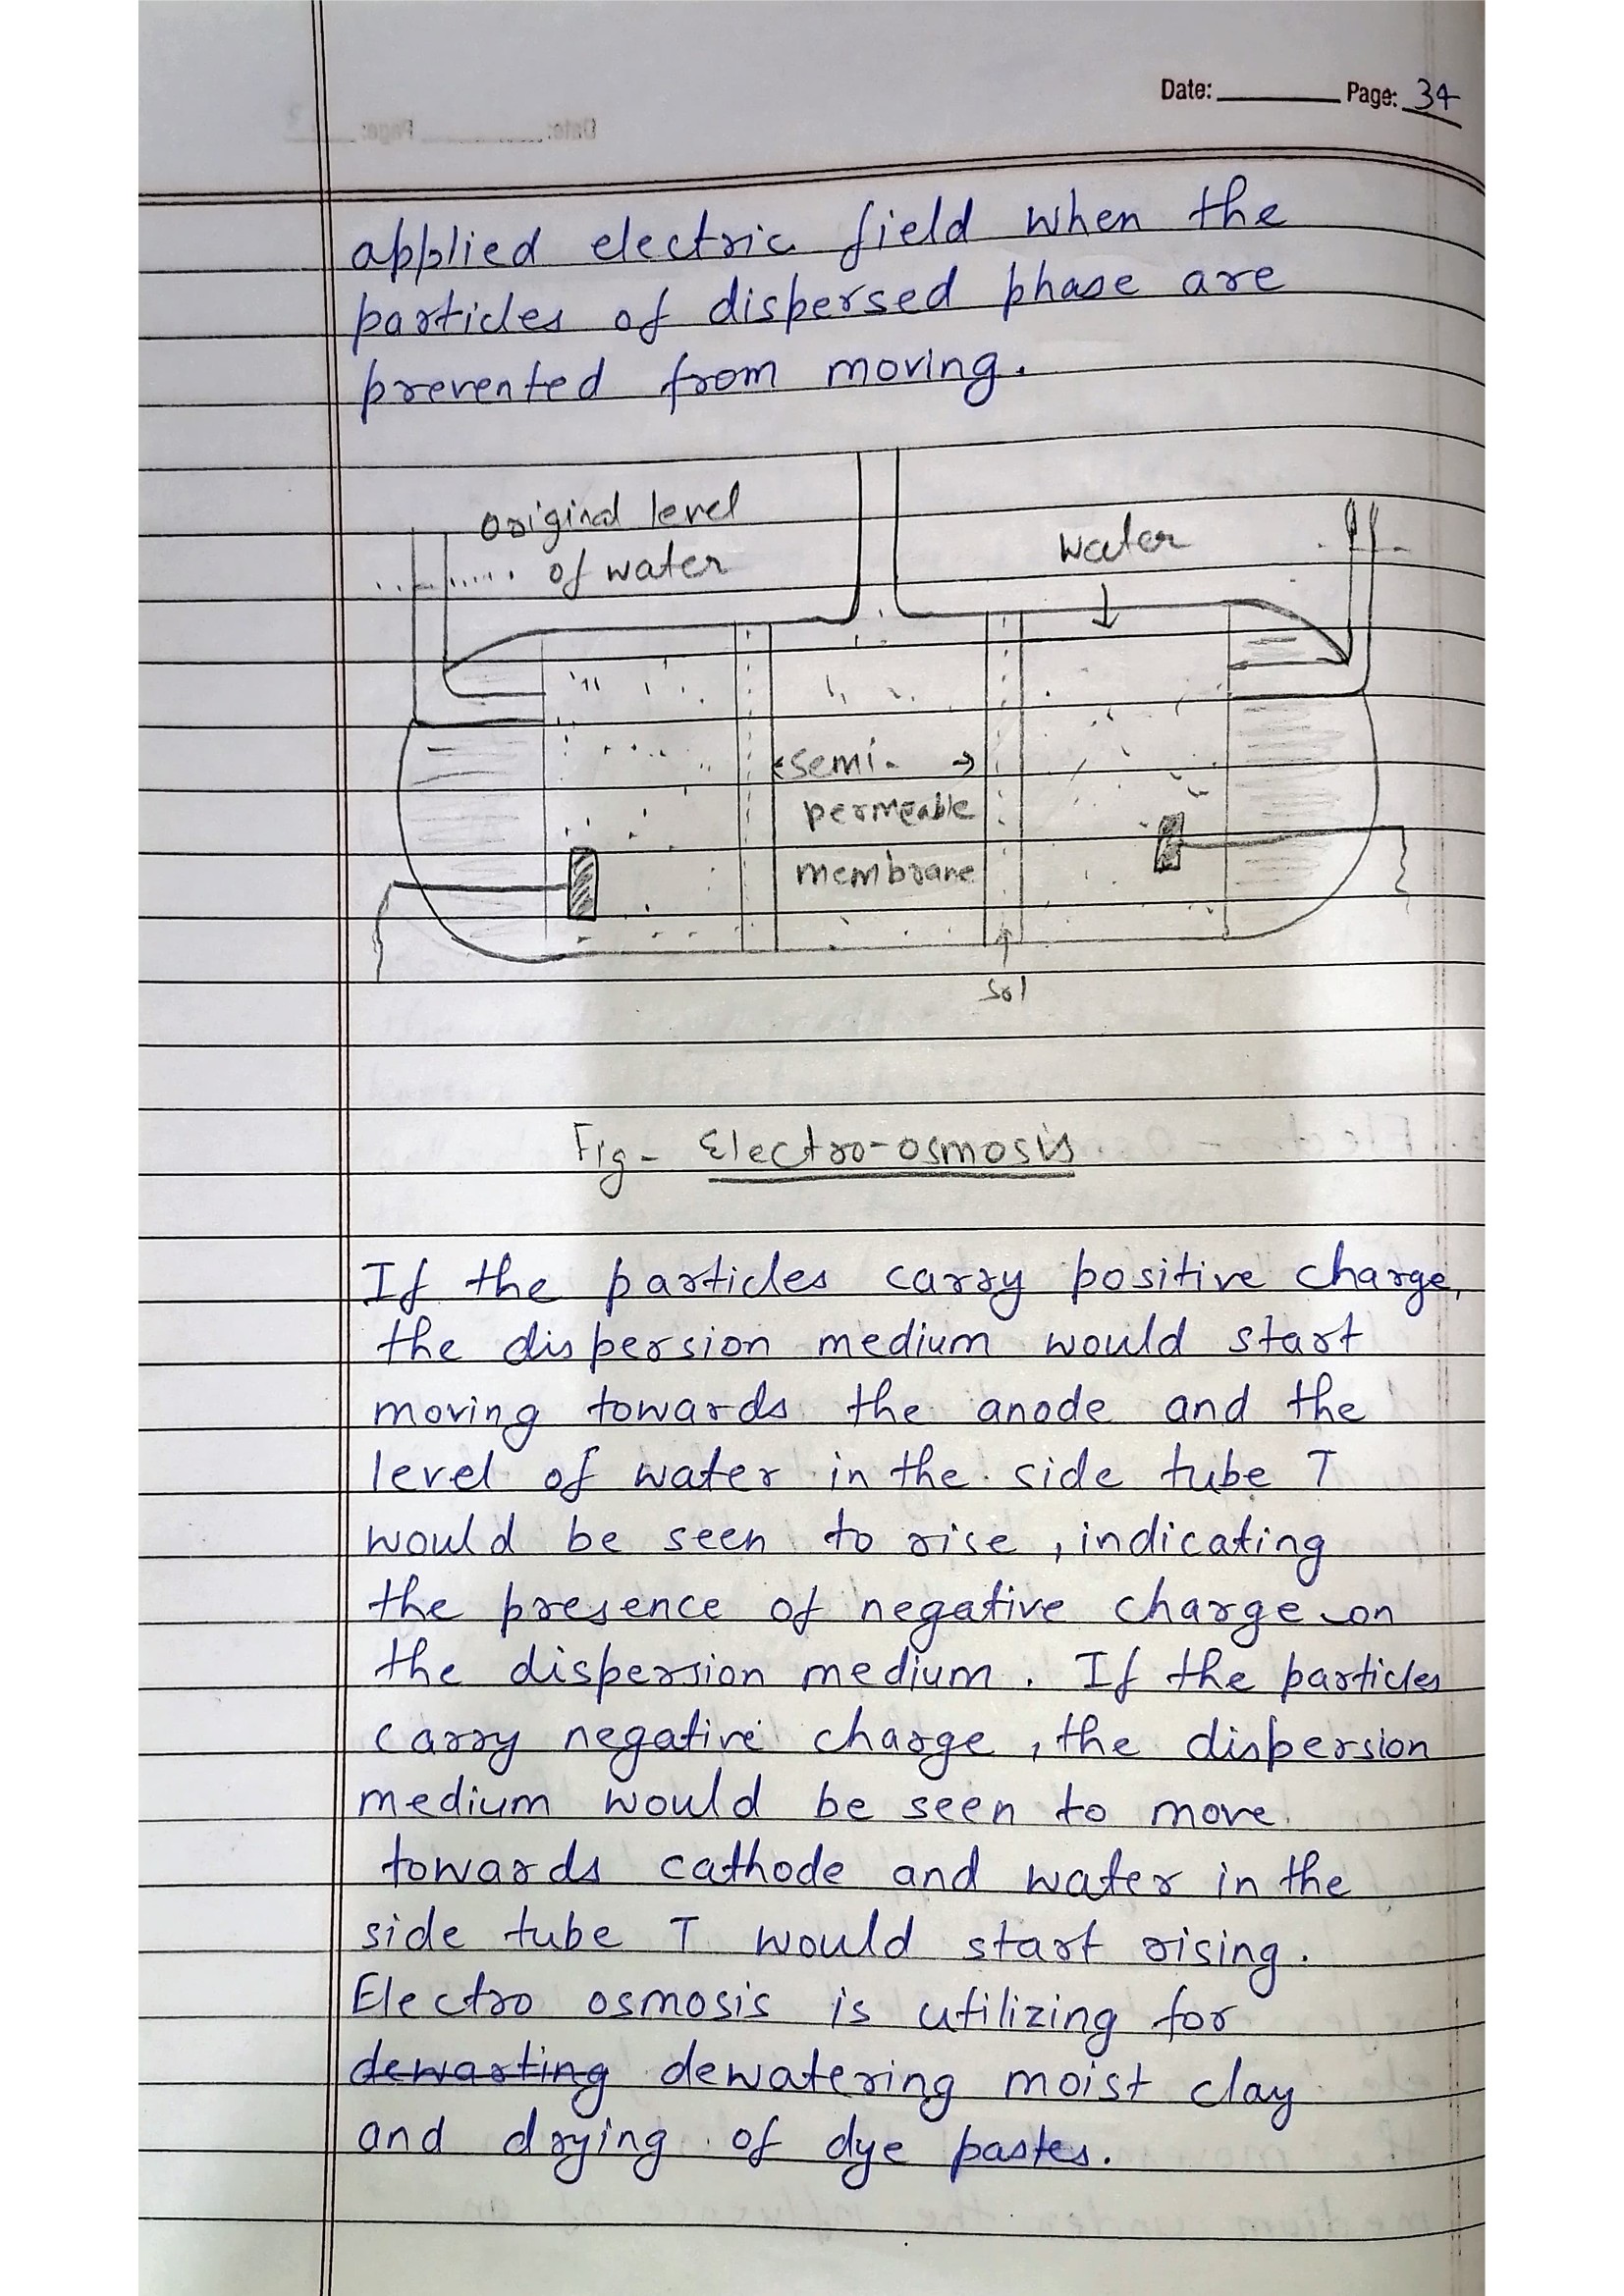 Date: Page: 34
applied electric field when the
particles of dispersed phase are
prevented from moving.
original level
of water
water
semi-
permeable
membrane
Sol
Fig- Electro-osmosis
If the particles carry positive charge,
the dispersion medium would start
moving towards the anode and the
level of water in the side tube T
would be seen to rise, indicating
the presence of negative charge on
the dispersion medium. If the particles
carry negative charge, the dispersion
medium would be seen to move
towards cathode and water in the
side tube T would start rising.
Electro osmosis is utilizing for
dewarting dewatering moist clay
and drying of dye pastes.